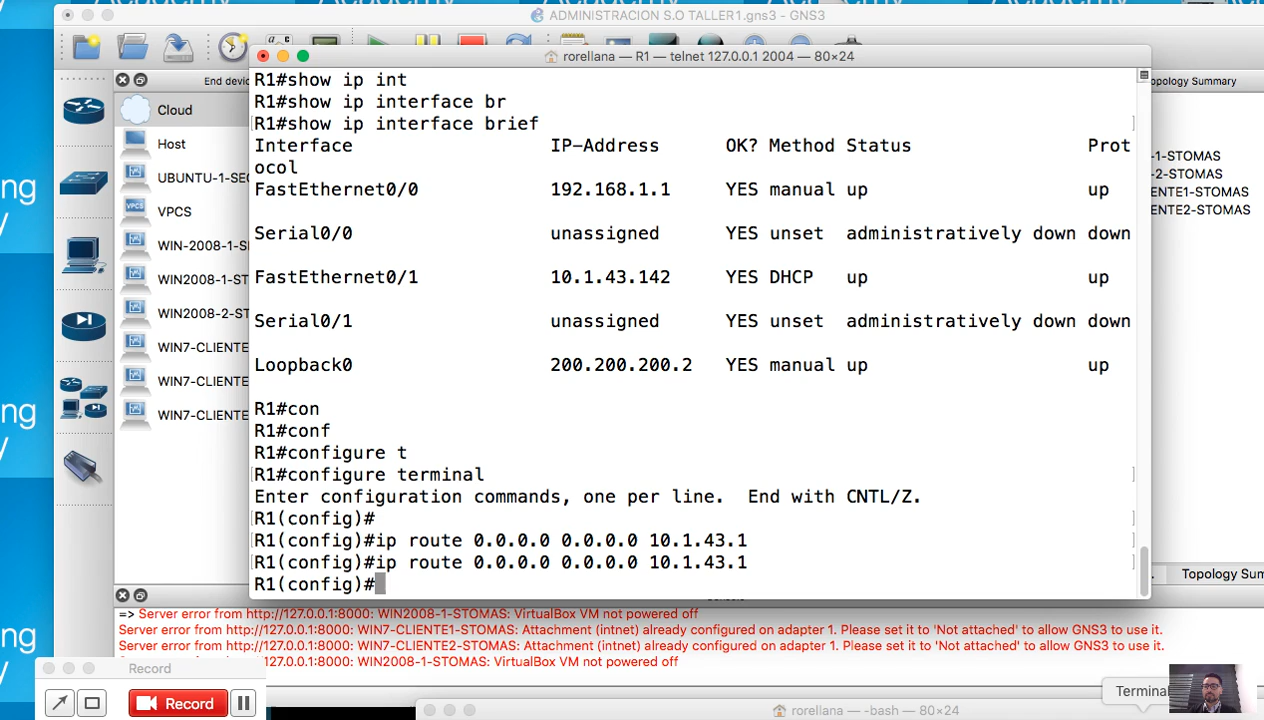 ADMINISTRACION S.O TALLER1.gns3 - GNS3
rorellana — R1 — telnet 127.0.0.1 2004 — 80×24
End devic
Cloud
Host
UBUNTU-1-SE
VPCS
WIN-2008-1-S
WIN2008-1-ST
WIN2008-2-ST
WIN7-CLIENTE
WIN7-CLIENTE
WIN7-CLIENTE
R1#show ip int
R1#show ip interface br
R1#show ip interface brief
Interface IP-Address OK? Method Status Prot
ocol
FastEthernet0/0 192.168.1.1 YES manual up up
Serial0/0 unassigned YES unset administratively down down
FastEthernet0/1 10.1.43.142 YES DHCP up up
Serial0/1 unassigned YES unset administratively down down
Loopback0 200.200.200.2 YES manual up up
R1#con
R1#conf
R1#configure t
R1#configure terminal
Enter configuration commands, one per line. End with CNTL/Z.
R1(config)#
R1(config)#ip route 0.0.0.0 0.0.0.0 10.1.43.1
R1(config)#ip route 0.0.0.0 0.0.0.0 10.1.43.1
R1(config)#
opology Summary
-1-STOMAS
-2-STOMAS
ENTE1-STOMAS
ENTE2-STOMAS
Topology Sum
ng
y
ng
y
ng
y
=> Server error from http://127.0.0.1:8000: WIN2008-1-STOMAS: VirtualBox VM not powered off
Server error from http://127.0.0.1:8000: WIN7-CLIENTE1-STOMAS: Attachment (intnet) already configured on adapter 1. Please set it to 'Not attached' to allow GNS3 to use it.
Server error from http://127.0.0.1:8000: WIN7-CLIENTE2-STOMAS: Attachment (intnet) already configured on adapter 1. Please set it to 'Not attached' to allow GNS3 to use it.
=> Server error from http://127.0.0.1:8000: WIN2008-1-STOMAS: VirtualBox VM not powered off
Record
Record
Terminal
rorellana — -bash — 80×24